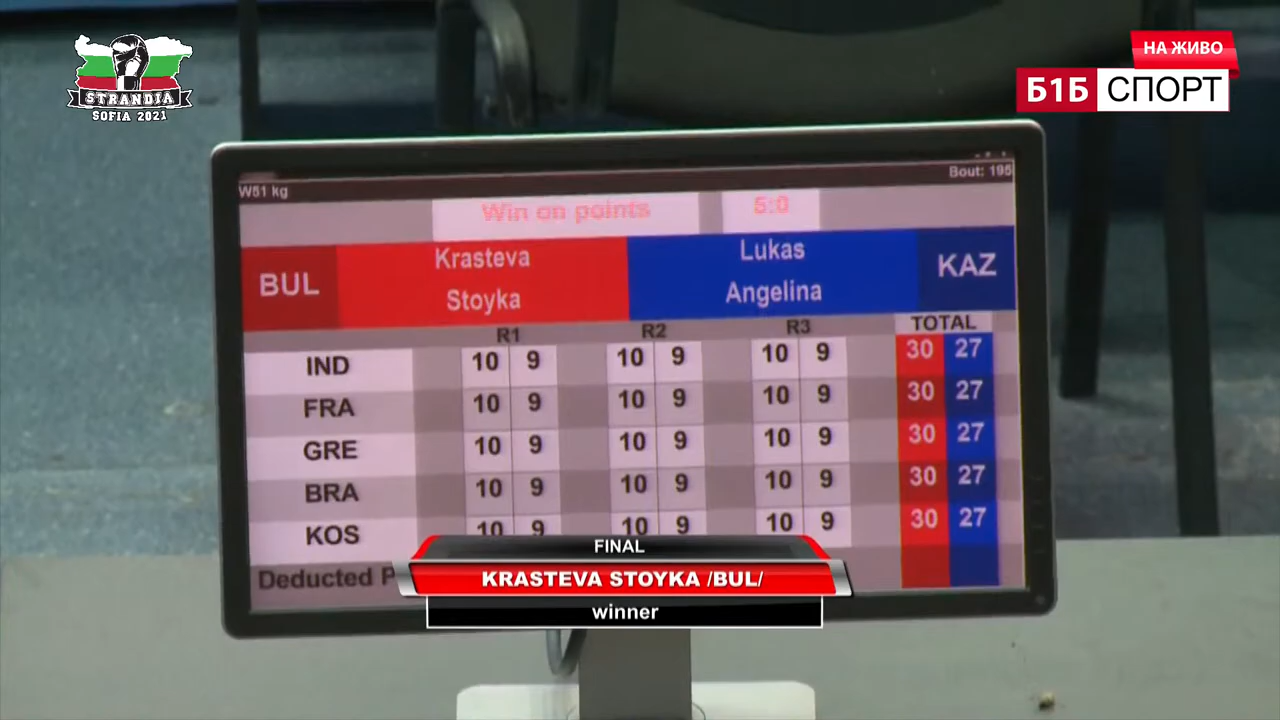 STRANDJA
SOFIA 2021
НА ЖИВО
Б1Б СПОРТ
W51 kg
Bout: 195
Win on points 5:0
BUL Krasteva Stoyka Lukas Angelina KAZ
R1 R2 R3 TOTAL
IND 10 9 10 9 10 9 30 27
FRA 10 9 10 9 10 9 30 27
GRE 10 9 10 9 10 9 30 27
BRA 10 9 10 9 10 9 30 27
KOS 10 9 10 9 10 9 30 27
Deducted P
FINAL
KRASTEVA STOYKA /BUL/
winner